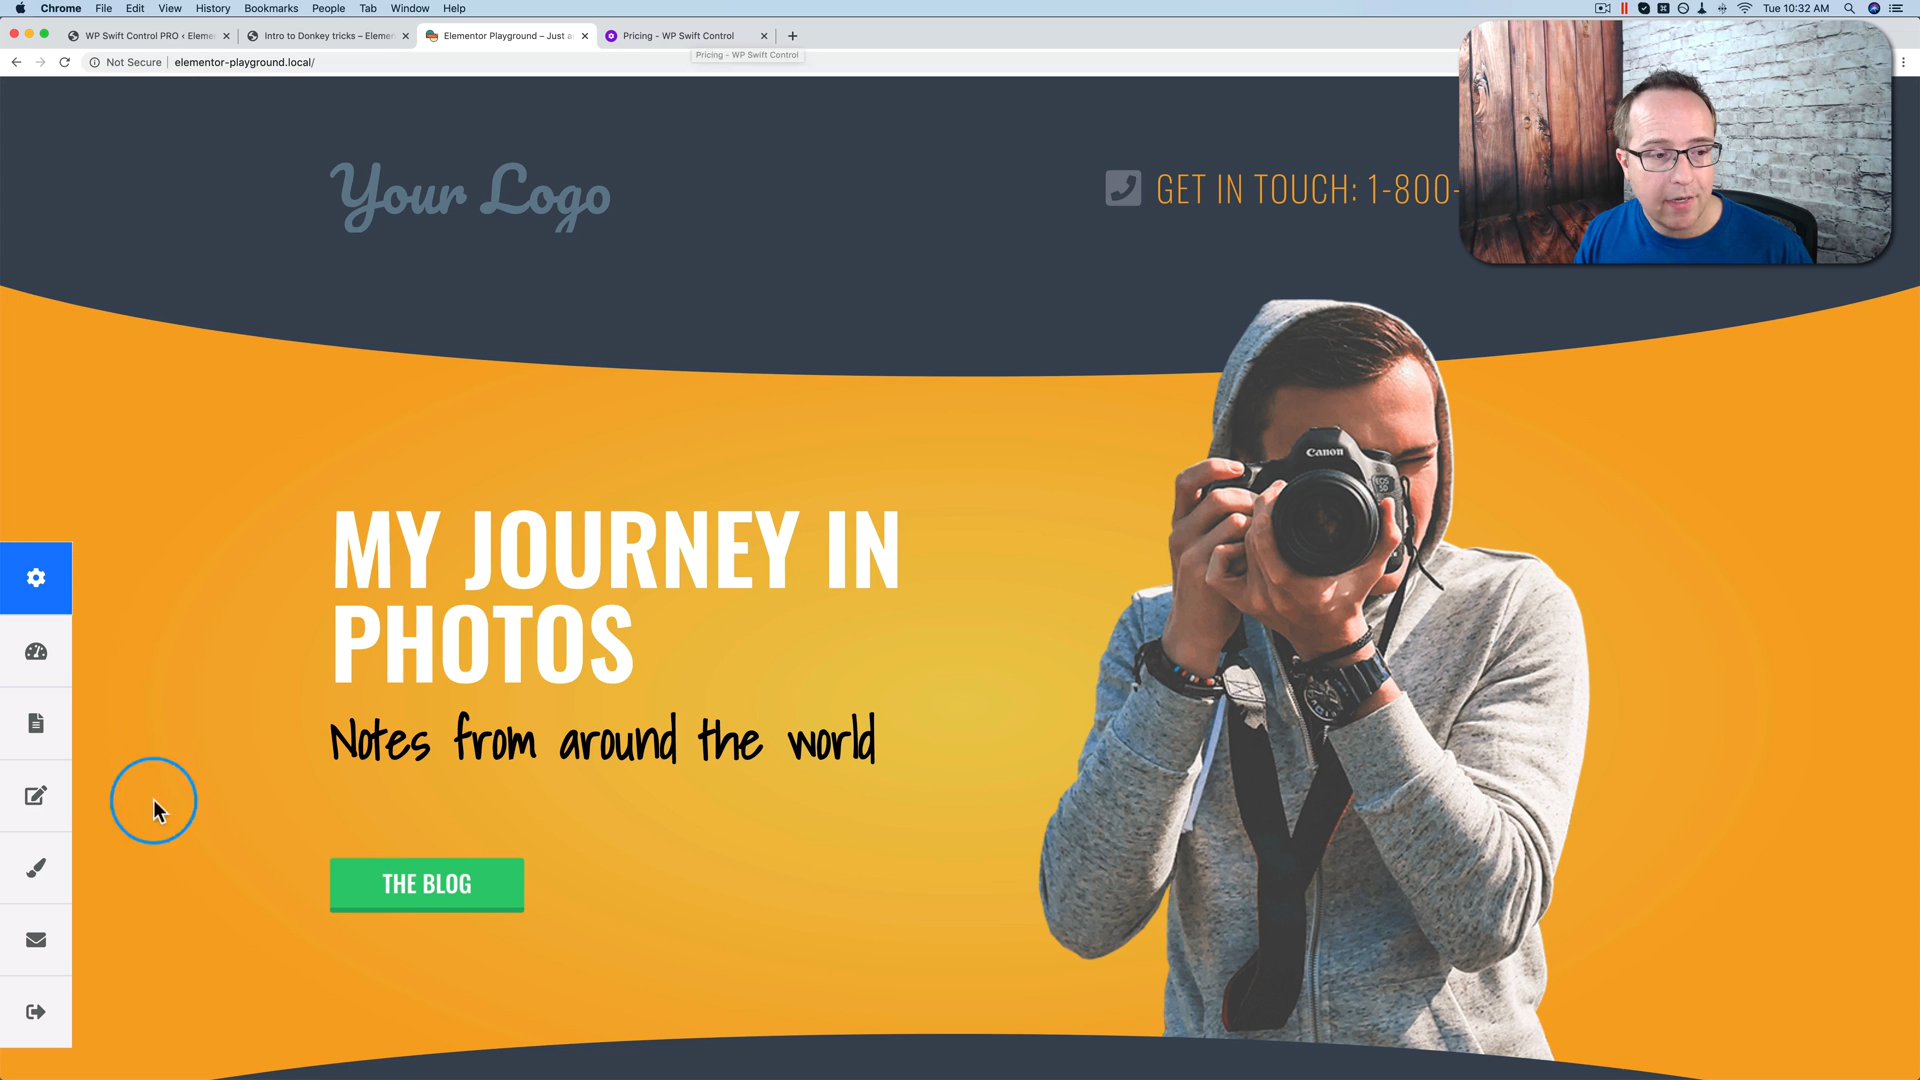 Chrome File Edit View History Bookmarks People Tab Window Help Tue 10:32 AM
WP Swift Control PRO ‹ Eleme Intro to Donkey tricks – Elemen Elementor Playground – Just a Pricing - WP Swift Control
Pricing - WP Swift Control
Not Secure elementor-playground.local/
Your Logo
GET IN TOUCH: 1-800-
Canon
EOS
5D
MY JOURNEY IN
PHOTOS
Notes from around the world
THE BLOG